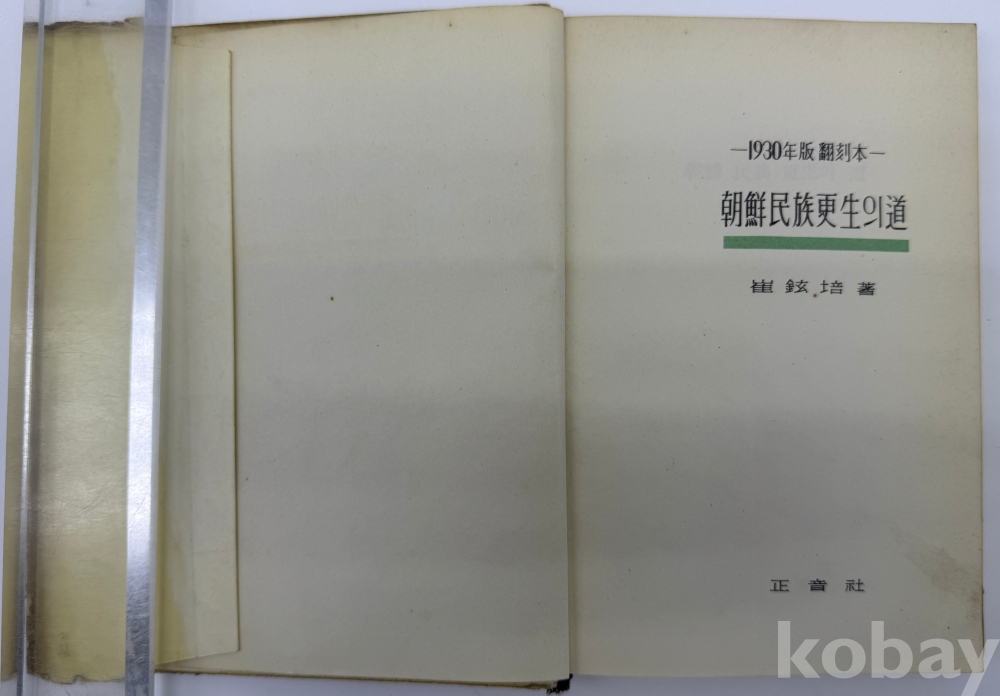 —1930年版 翻刻本—
朝鮮民族更生의道
崔鉉培著
正音社
kobay